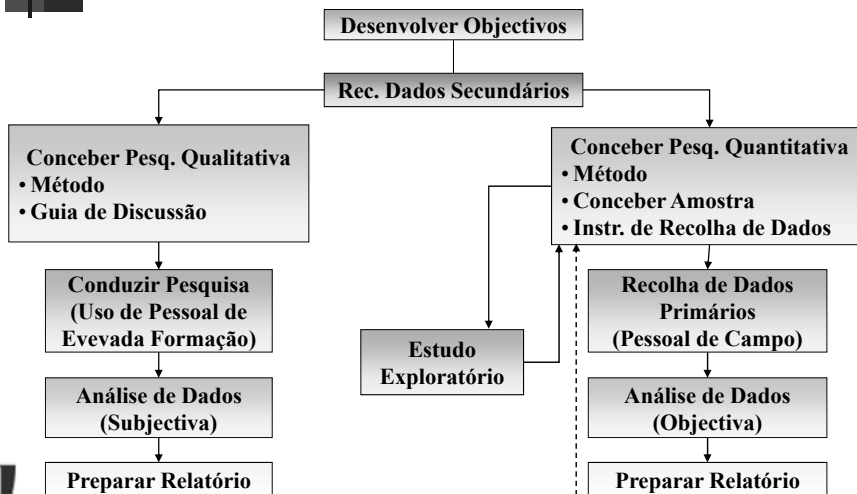 Desenvolver Objectivos
Rec. Dados Secundários
Conceber Pesq. Qualitativa
• Método
• Guia de Discussão
Conceber Pesq. Quantitativa
• Método
• Conceber Amostra
• Instr. de Recolha de Dados
Conduzir Pesquisa
(Uso de Pessoal de
Evevada Formação)
Recolha de Dados
Primários
(Pessoal de Campo)
Estudo
Exploratório
Análise de Dados
(Subjectiva)
Análise de Dados
(Objectiva)
Preparar Relatório
Preparar Relatório